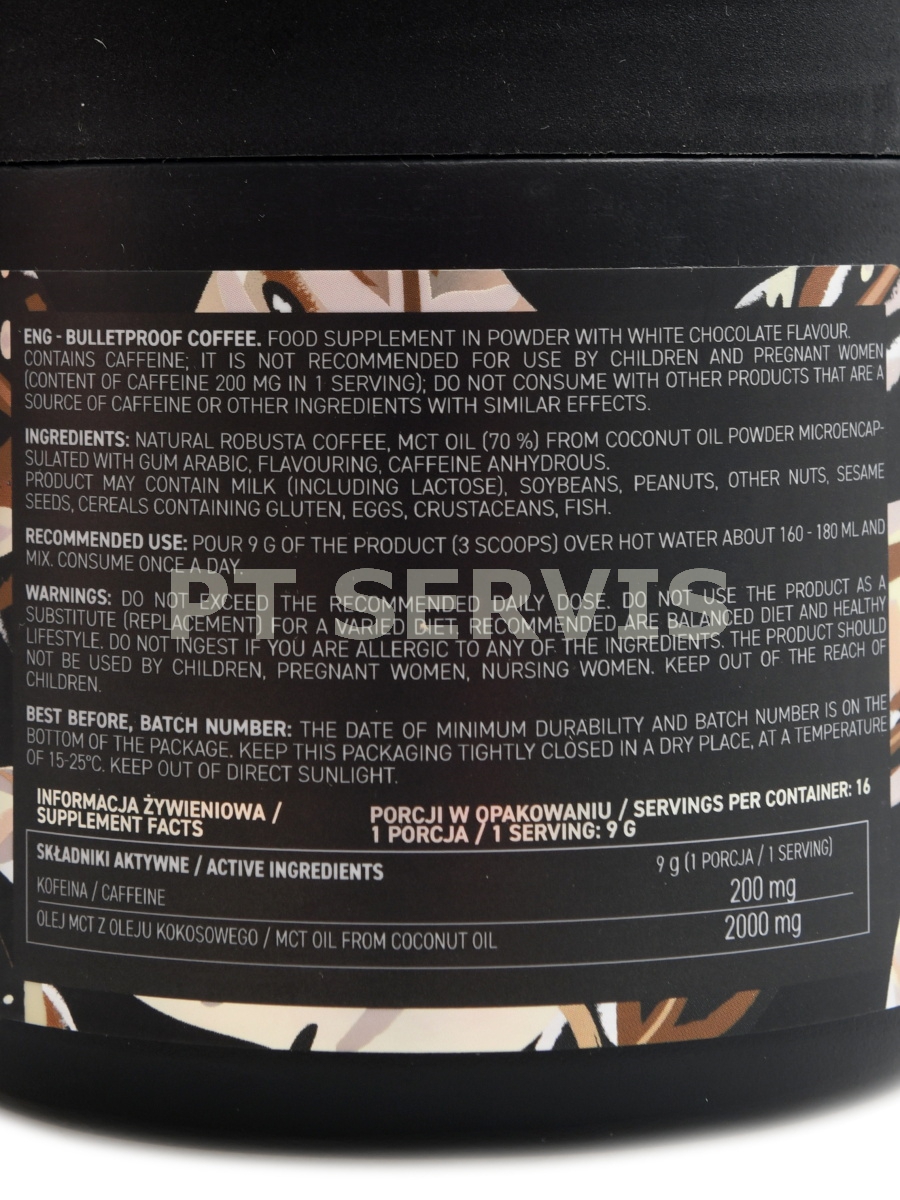 ENG - BULLETPROOF COFFEE. FOOD SUPPLEMENT IN POWDER WITH WHITE CHOCOLATE FLAVOUR.
CONTAINS CAFFEINE; IT IS NOT RECOMMENDED FOR USE BY CHILDREN AND PREGNANT WOMEN
(CONTENT OF CAFFEINE 200 MG IN 1 SERVING); DO NOT CONSUME WITH OTHER PRODUCTS THAT ARE A
SOURCE OF CAFFEINE OR OTHER INGREDIENTS WITH SIMILAR EFFECTS.
INGREDIENTS: NATURAL ROBUSTA COFFEE, MCT OIL (70 %) FROM COCONUT OIL POWDER MICROENCAP-
SULATED WITH GUM ARABIC, FLAVOURING, CAFFEINE ANHYDROUS.
PRODUCT MAY CONTAIN MILK (INCLUDING LACTOSE), SOYBEANS, PEANUTS, OTHER NUTS, SESAME
SEEDS, CEREALS CONTAINING GLUTEN, EGGS, CRUSTACEANS, FISH.
RECOMMENDED USE: POUR 9 G OF THE PRODUCT (3 SCOOPS) OVER HOT WATER ABOUT 160 - 180 ML AND
MIX. CONSUME ONCE A DAY.
PT SERVIS
WARNINGS: DO NOT EXCEED THE RECOMMENDED DAILY DOSE. DO NOT USE THE PRODUCT AS A
SUBSTITUTE (REPLACEMENT) FOR A VARIED DIET. RECOMMENDED ARE BALANCED DIET AND HEALTHY
LIFESTYLE. DO NOT INGEST IF YOU ARE ALLERGIC TO ANY OF THE INGREDIENTS. THE PRODUCT SHOULD
NOT BE USED BY CHILDREN, PREGNANT WOMEN, NURSING WOMEN. KEEP OUT OF THE REACH OF
CHILDREN.
BEST BEFORE, BATCH NUMBER: THE DATE OF MINIMUM DURABILITY AND BATCH NUMBER IS ON THE
BOTTOM OF THE PACKAGE. KEEP THIS PACKAGING TIGHTLY CLOSED IN A DRY PLACE, AT A TEMPERATURE
OF 15-25°C. KEEP OUT OF DIRECT SUNLIGHT.
INFORMACJA ŻYWIENIOWA /
SUPPLEMENT FACTS
PORCJI W OPAKOWANIU / SERVINGS PER CONTAINER: 16
1 PORCJA / 1 SERVING: 9 G
SKŁADNIKI AKTYWNE / ACTIVE INGREDIENTS 9 g (1 PORCJA / 1 SERVING)
KOFEINA / CAFFEINE 200 mg
OLEJ MCT Z OLEJU KOKOSOWEGO / MCT OIL FROM COCONUT OIL 2000 mg